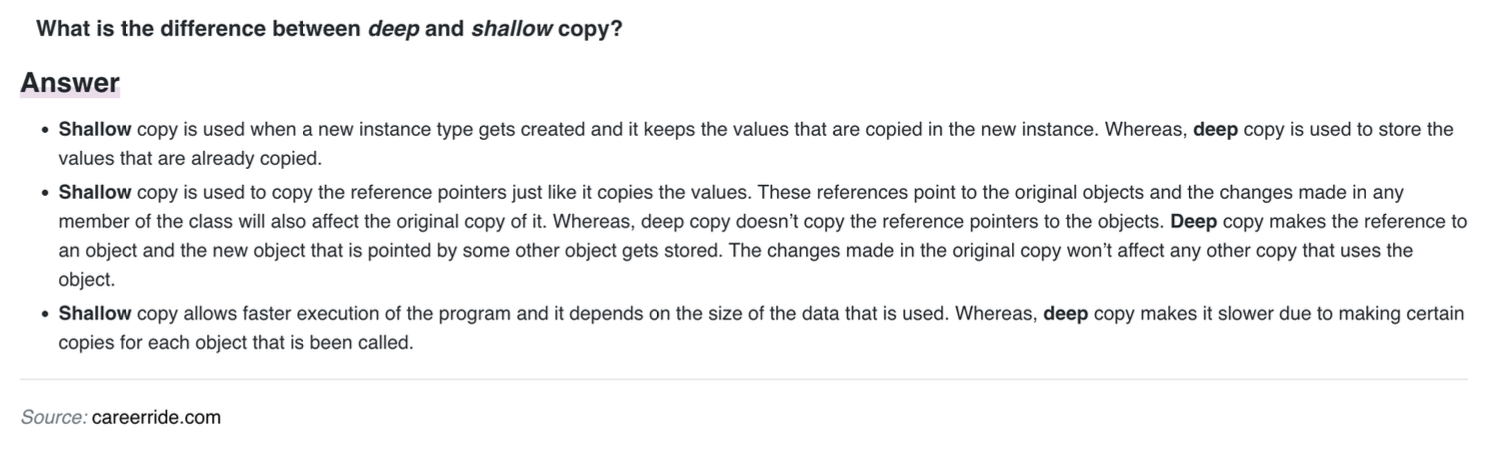 What is the difference between deep and shallow copy?
Answer
• Shallow copy is used when a new instance type gets created and it keeps the values that are copied in the new instance. Whereas, deep copy is used to store the
values that are already copied.
• Shallow copy is used to copy the reference pointers just like it copies the values. These references point to the original objects and the changes made in any
member of the class will also affect the original copy of it. Whereas, deep copy doesn’t copy the reference pointers to the objects. Deep copy makes the reference to
an object and the new object that is pointed by some other object gets stored. The changes made in the original copy won’t affect any other copy that uses the
object.
• Shallow copy allows faster execution of the program and it depends on the size of the data that is used. Whereas, deep copy makes it slower due to making certain
copies for each object that is been called.
Source: careerride.com